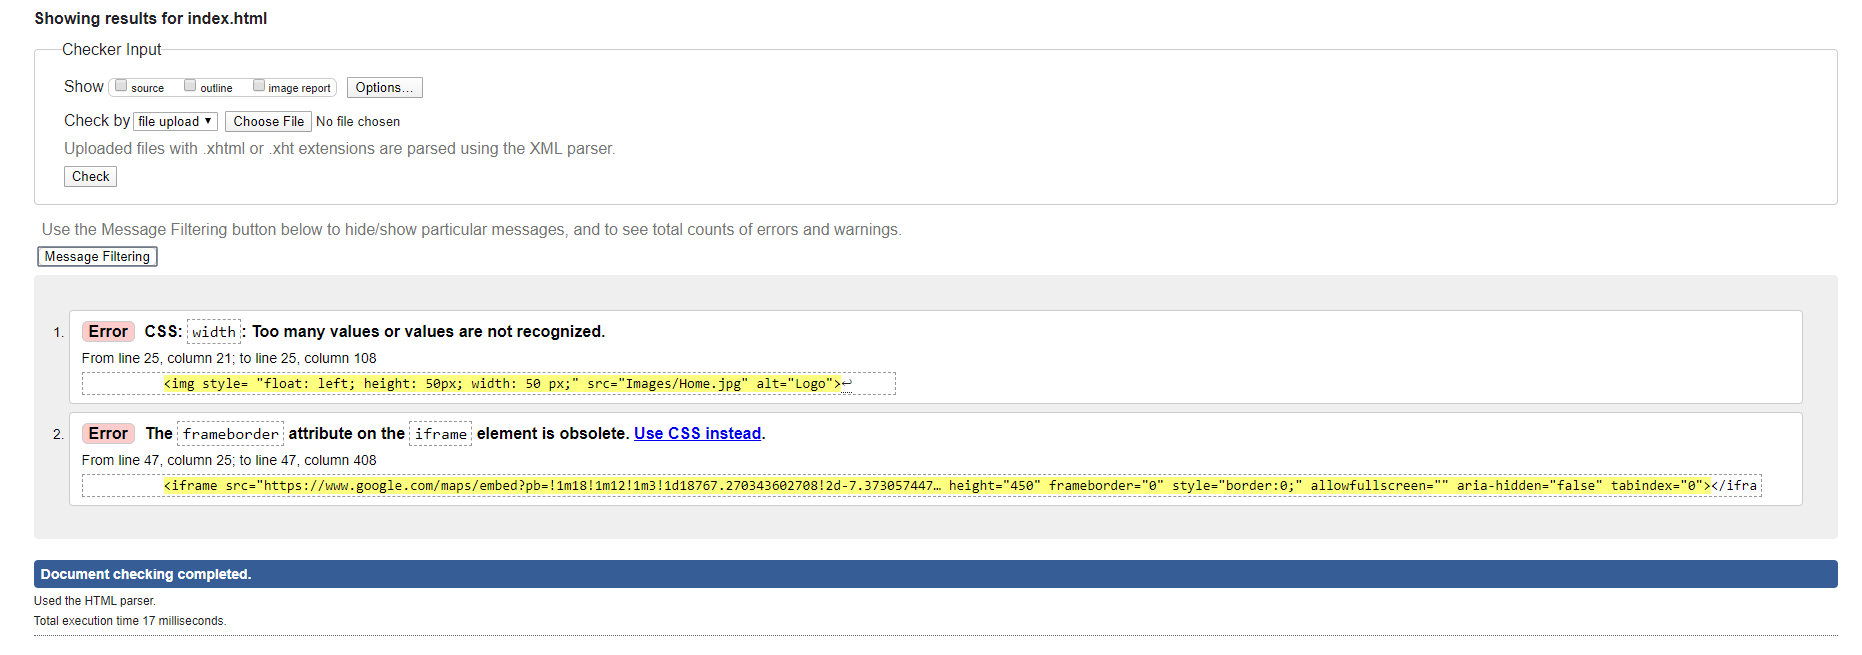 Showing results for index.html
Checker Input
Show source outline image report Options...
Check by file upload ▼ Choose File No file chosen
Uploaded files with .xhtml or .xht extensions are parsed using the XML parser.
Check
Use the Message Filtering button below to hide/show particular messages, and to see total counts of errors and warnings.
Message Filtering
1. Error CSS: width: Too many values or values are not recognized.
From line 25, column 21; to line 25, column 108
<img style= "float: left; height: 50px; width: 50 px;" src="Images/Home.jpg" alt="Logo">↩
2. Error The frameborder attribute on the iframe element is obsolete. Use CSS instead.
From line 47, column 25; to line 47, column 408
<iframe src="https://www.google.com/maps/embed?pb=!1m18!1m12!1m3!1d18767.270343602708!2d-7.373057447… height="450" frameborder="0" style="border:0;" allowfullscreen="" aria-hidden="false" tabindex="0"></ifra
Document checking completed.
Used the HTML parser.
Total execution time 17 milliseconds.